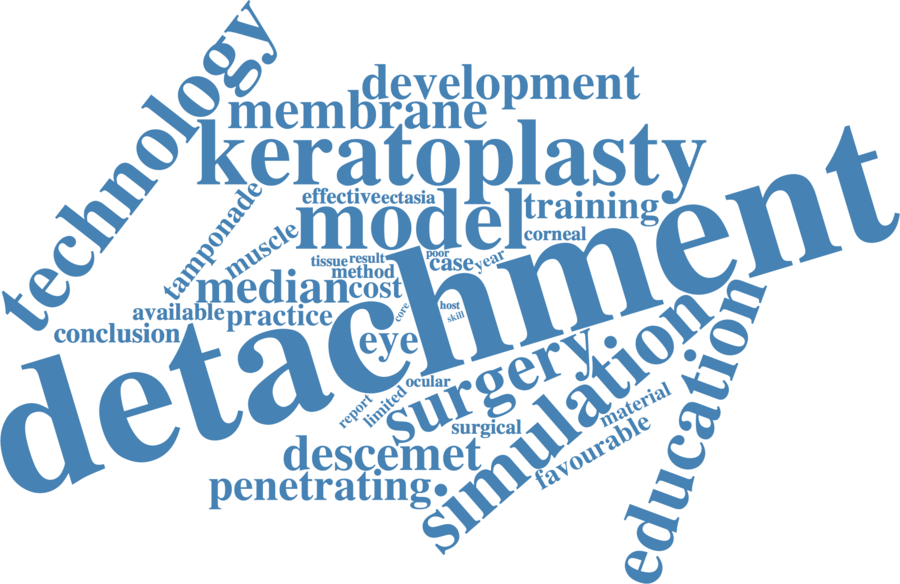 technology
development
membrane
keratoplasty
effective
ectasia
tamponade
model
training
muscle
corneal
detachment
tissue
result
poor
case
year
method
median
cost
available
practice
core
host
skill
conclusion
eye
surgery
simulation
education
ocular
report
limited
surgical
material
favourable
descemet
penetrating